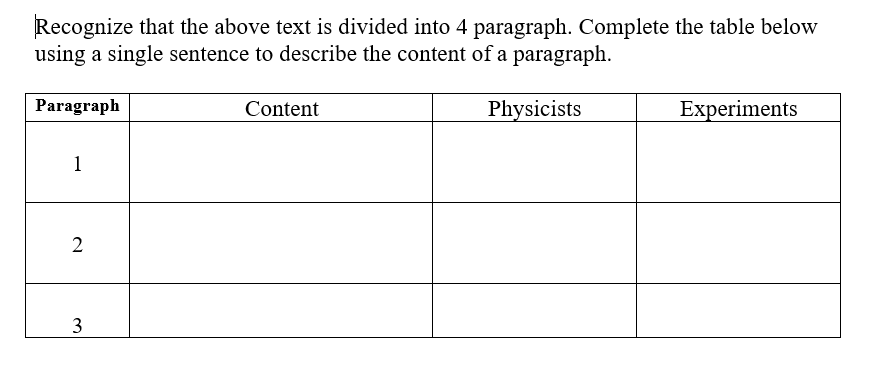 Recognize that the above text is divided into 4 paragraph. Complete the table below
using a single sentence to describe the content of a paragraph.
Paragraph Content Physicists Experiments
1
2
3